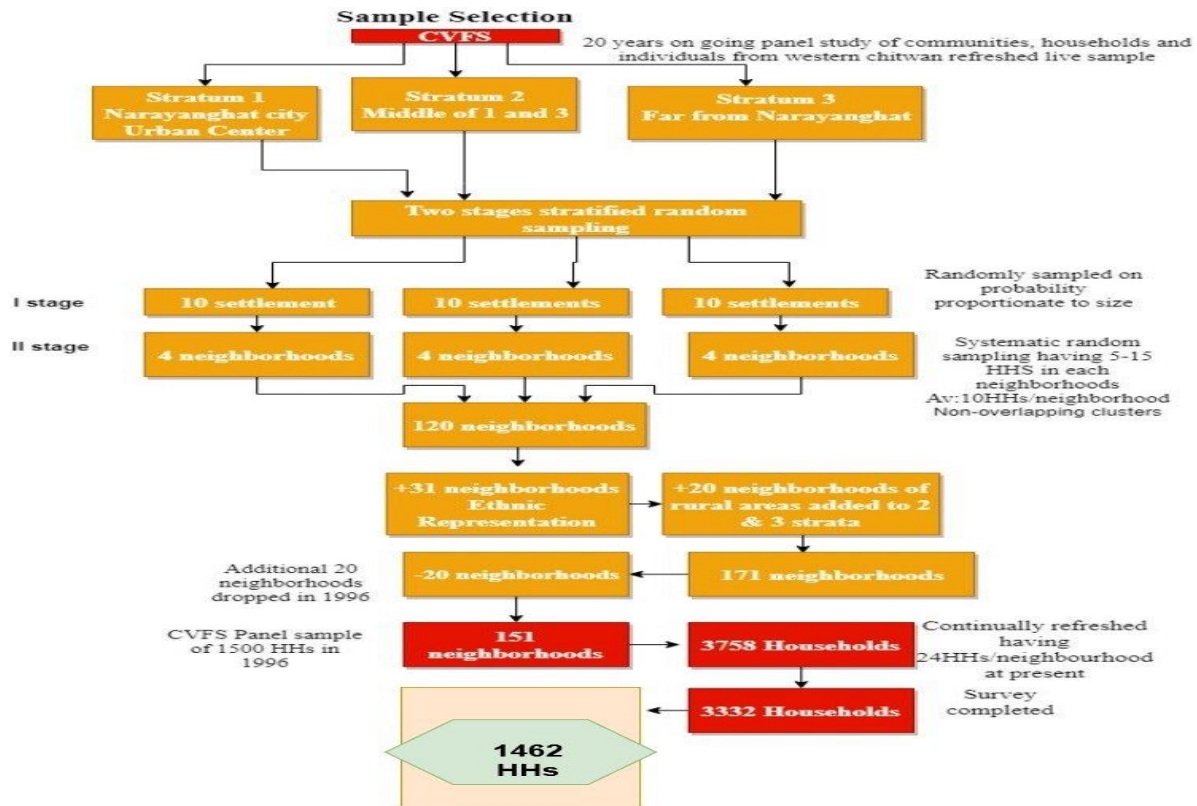 Sample Selection
CVFS
20 years on going panel study of communities, households and
individuals from western chitwan refreshed live sample
Stratum 1
Narayanghat city
Urban Center
Stratum 2
Middle of 1 and 3
Stratum 3
Far from Narayanghat
Two stages stratified random
sampling
I stage
10 settlement
10 settlements
10 settlements
Randomly sampled on
probability
proportionate to size
II stage
4 neighborhoods
4 neighborhoods
4 neighborhoods
Systematic random
sampling having 5-15
HHS in each
neighborhoods
Av:10HHs/neighborhood
Non-overlapping clusters
120 neighborhoods
+31 neighborhoods
Ethnic
Representation
+20 neighborhoods of
rural areas added to 2
& 3 strata
Additional 20
neighborhoods
dropped in 1996
-20 neighborhoods
171 neighborhoods
CVFS Panel sample
of 1500 HHs in
1996
151
neighborhoods
3758 Households
Continually refreshed
having
24HHs/neighbourhood
at present
3332 Households
Survey
completed
1462
HHs